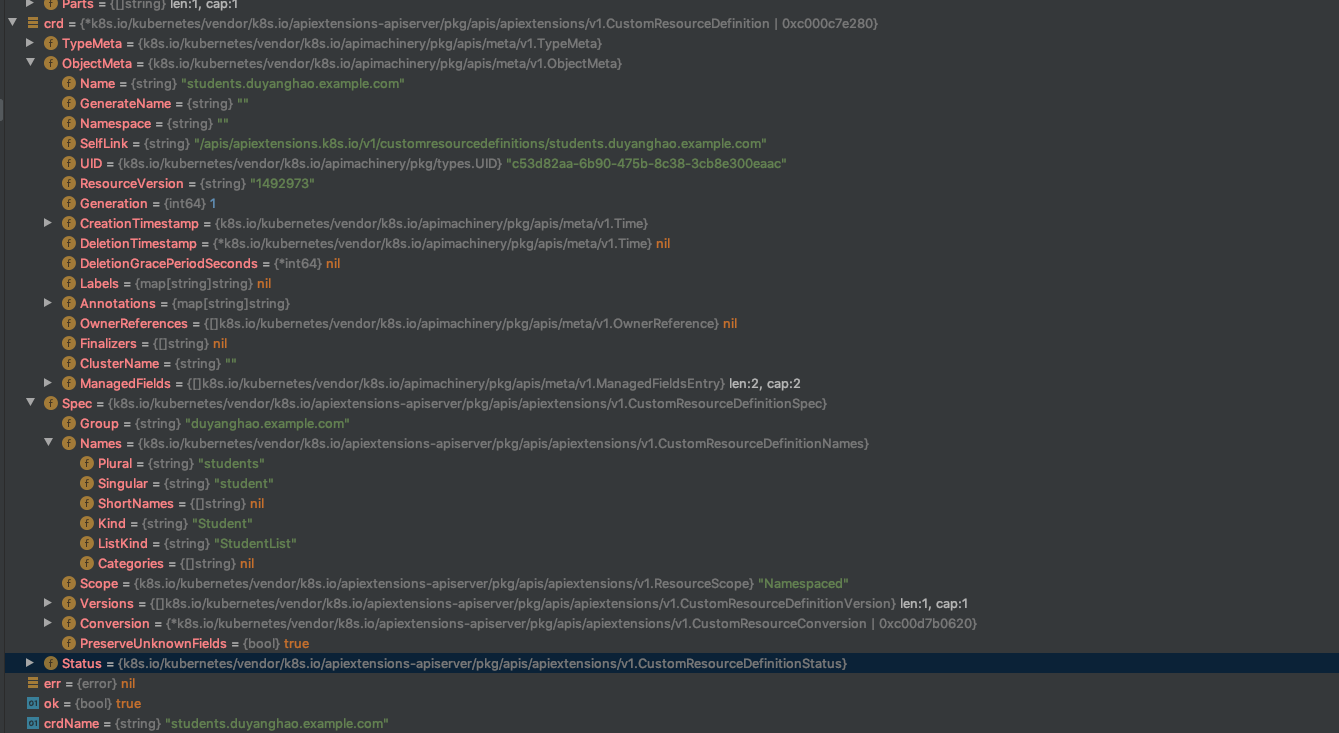 Parts = {[]string} len:1, cap:1
crd = {*k8s.io/kubernetes/vendor/k8s.io/apiextensions-apiserver/pkg/apis/apiextensions/v1.CustomResourceDefinition | 0xc000c7e280}
f TypeMeta = {k8s.io/kubernetes/vendor/k8s.io/apimachinery/pkg/apis/meta/v1.TypeMeta}
f ObjectMeta = {k8s.io/kubernetes/vendor/k8s.io/apimachinery/pkg/apis/meta/v1.ObjectMeta}
f Name = {string} "students.duyanghao.example.com"
f GenerateName = {string} ""
f Namespace = {string} ""
f SelfLink = {string} "/apis/apiextensions.k8s.io/v1/customresourcedefinitions/students.duyanghao.example.com"
f UID = {k8s.io/kubernetes/vendor/k8s.io/apimachinery/pkg/types.UID} "c53d82aa-6b90-475b-8c38-3cb8e300eaac"
f ResourceVersion = {string} "1492973"
f Generation = {int64} 1
f CreationTimestamp = {k8s.io/kubernetes/vendor/k8s.io/apimachinery/pkg/apis/meta/v1.Time}
f DeletionTimestamp = {*k8s.io/kubernetes/vendor/k8s.io/apimachinery/pkg/apis/meta/v1.Time} nil
f DeletionGracePeriodSeconds = {*int64} nil
f Labels = {map[string]string} nil
f Annotations = {map[string]string}
f OwnerReferences = {[]k8s.io/kubernetes/vendor/k8s.io/apimachinery/pkg/apis/meta/v1.OwnerReference} nil
f Finalizers = {[]string} nil
f ClusterName = {string} ""
f ManagedFields = {[]k8s.io/kubernetes/vendor/k8s.io/apimachinery/pkg/apis/meta/v1.ManagedFieldsEntry} len:2, cap:2
f Spec = {k8s.io/kubernetes/vendor/k8s.io/apiextensions-apiserver/pkg/apis/apiextensions/v1.CustomResourceDefinitionSpec}
f Group = {string} "duyanghao.example.com"
f Names = {k8s.io/kubernetes/vendor/k8s.io/apiextensions-apiserver/pkg/apis/apiextensions/v1.CustomResourceDefinitionNames}
f Plural = {string} "students"
f Singular = {string} "student"
f ShortNames = {[]string} nil
f Kind = {string} "Student"
f ListKind = {string} "StudentList"
f Categories = {[]string} nil
f Scope = {k8s.io/kubernetes/vendor/k8s.io/apiextensions-apiserver/pkg/apis/apiextensions/v1.ResourceScope} "Namespaced"
f Versions = {[]k8s.io/kubernetes/vendor/k8s.io/apiextensions-apiserver/pkg/apis/apiextensions/v1.CustomResourceDefinitionVersion} len:1, cap:1
f Conversion = {*k8s.io/kubernetes/vendor/k8s.io/apiextensions-apiserver/pkg/apis/apiextensions/v1.CustomResourceConversion | 0xc00d7b0620}
f PreserveUnknownFields = {bool} true
f Status = {k8s.io/kubernetes/vendor/k8s.io/apiextensions-apiserver/pkg/apis/apiextensions/v1.CustomResourceDefinitionStatus}
err = {error} nil
01 ok = {bool} true
01 crdName = {string} "students.duyanghao.example.com"